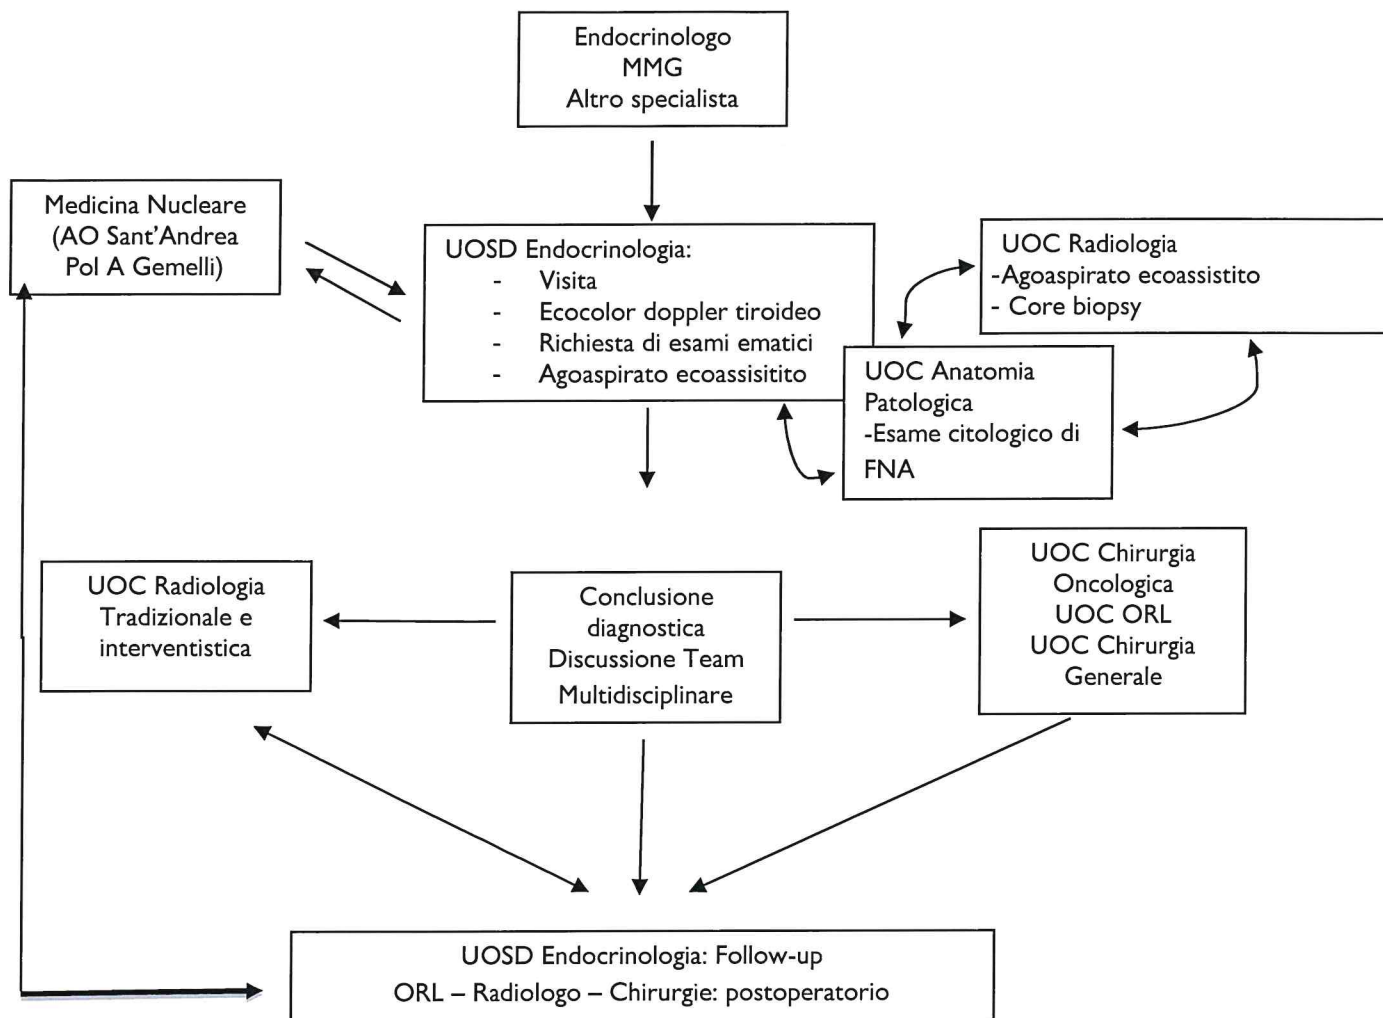 Endocrinologo
MMG
Altro specialista
Medicina Nucleare
(AO Sant'Andrea
Pol A Gemelli)
UOSD Endocrinologia:
- Visita
- Ecocolor doppler tiroideo
- Richiesta di esami ematici
- Agoaspirato ecoassisitito
UOC Radiologia
-Agoaspirato ecoassistito
- Core biopsy
UOC Anatomia
Patologica
-Esame citologico di
FNA
UOC Radiologia
Tradizionale e
interventistica
Conclusione
diagnostica
Discussione Team
Multidisciplinare
UOC Chirurgia
Oncologica
UOC ORL
UOC Chirurgia
Generale
UOSD Endocrinologia: Follow-up
ORL – Radiologo – Chirurgie: postoperatorio